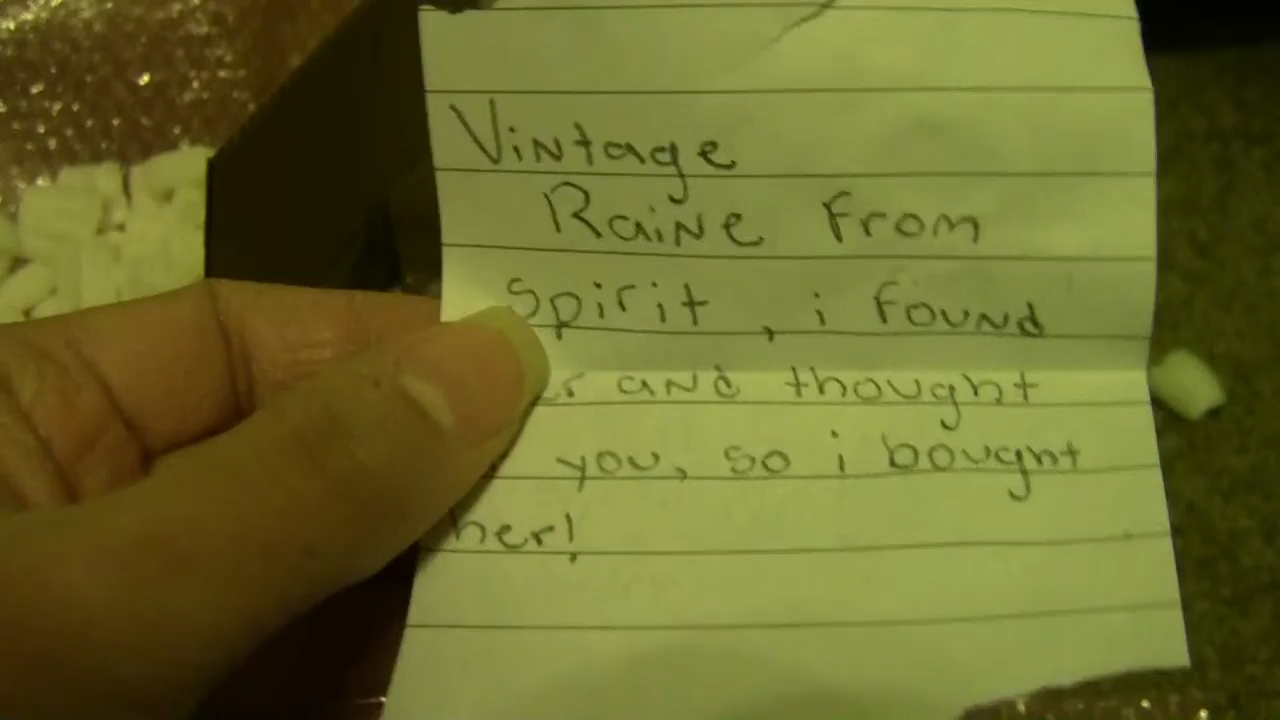 Vintage
Raine From
Spirit, i Found
and thought
you, so i bought
her!